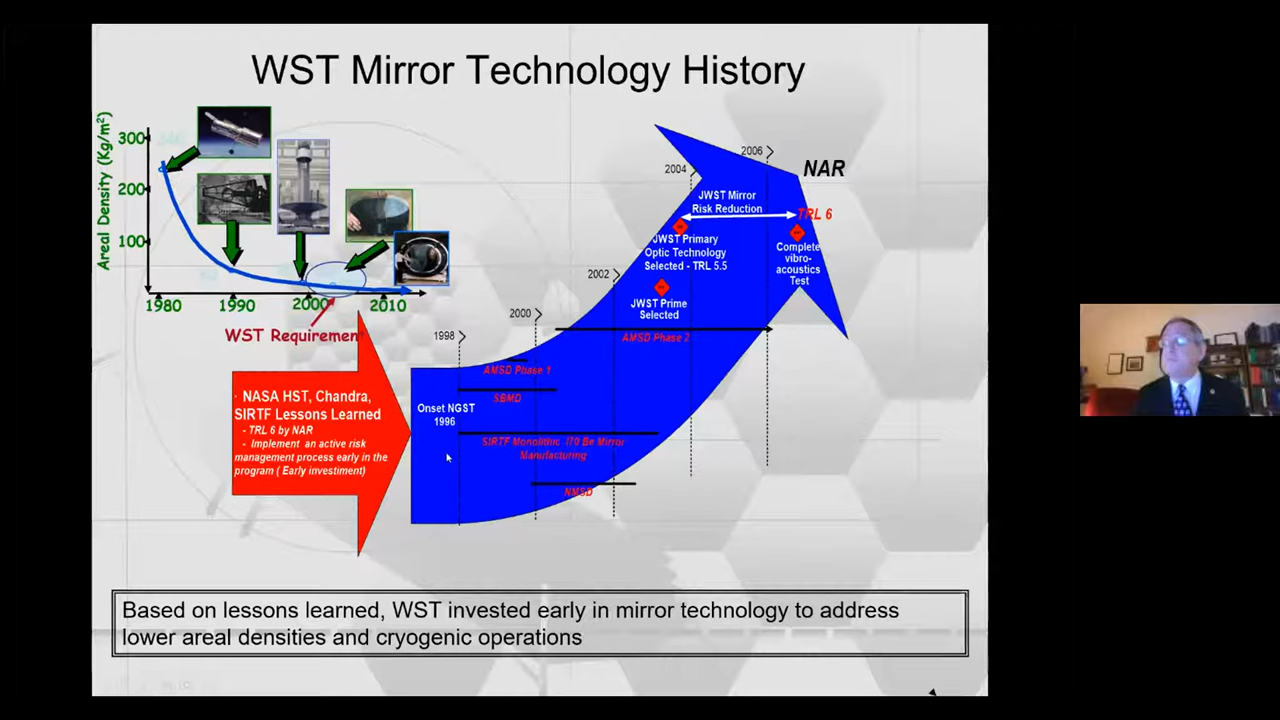 WST Mirror Technology History
Areal Density (Kg/m²)
300
200
100
1980
1990
2000
2010
WST Requirement
NASA HST, Chandra,
SIRTF Lessons Learned
- TRL 6 by NAR
- Implement an active risk
management process early in the
program ( Early investiment)
Onset NGST
1996
1998
2000
2002
2004
2006
AMSD Phase 1
SBMD
SIRTF Monolithic I70 Be Mirror
Manufacturing
NMSD
AMSD Phase 2
JWST Prime
Selected
JWST Primary
Optic Technology
Selected - TRL 5.5
JWST Mirror
Risk Reduction
NAR
TRL 6
Complete
vibro-
acoustics
Test
Based on lessons learned, WST invested early in mirror technology to address
lower areal densities and cryogenic operations